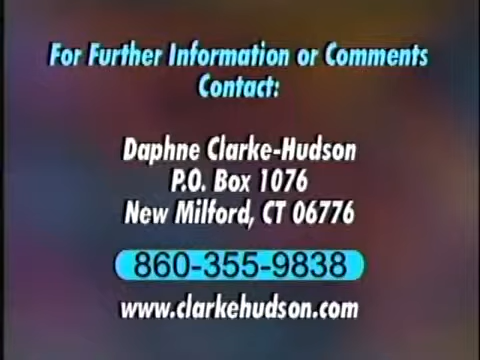 For Further Information or Comments
Contact:
Daphne Clarke-Hudson
P.O. Box 1076
New Milford, CT 06776
860-355-9838
www.clarkehudson.com